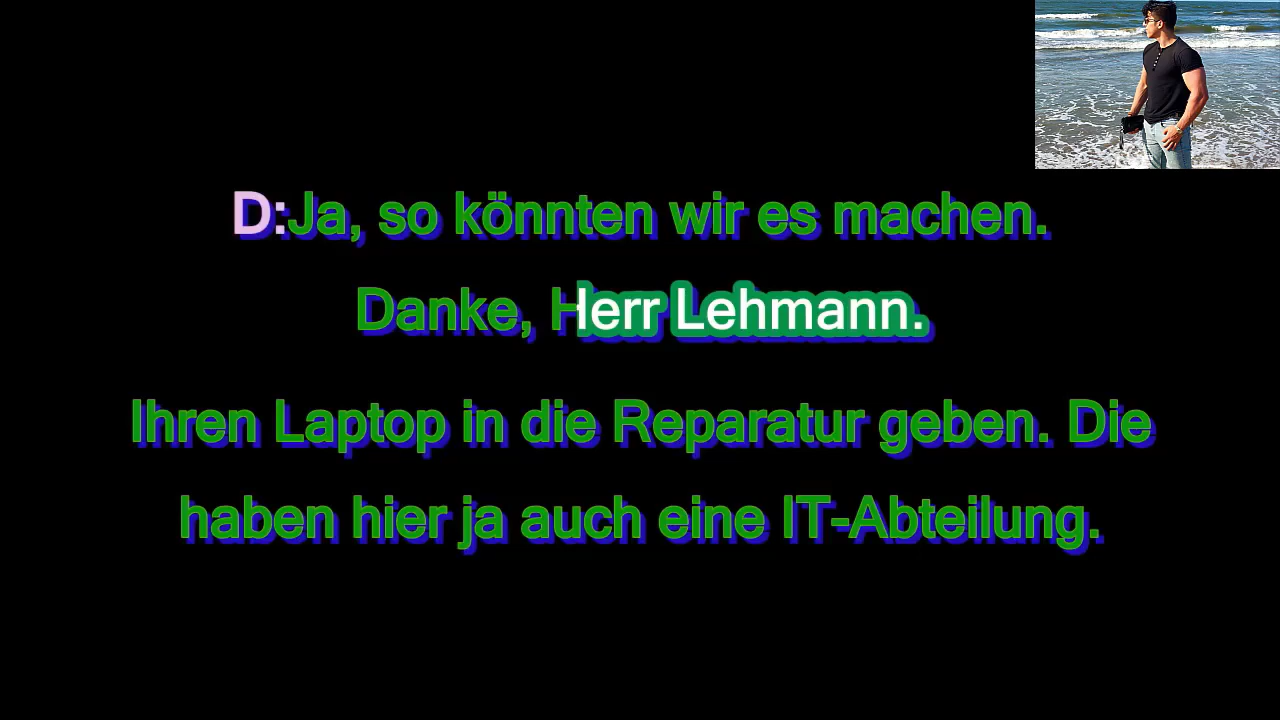 D:Ja, so könnten wir es machen.
Danke, Herr Lehmann.
Ihren Laptop in die Reparatur geben. Die
haben hier ja auch eine IT-Abteilung.